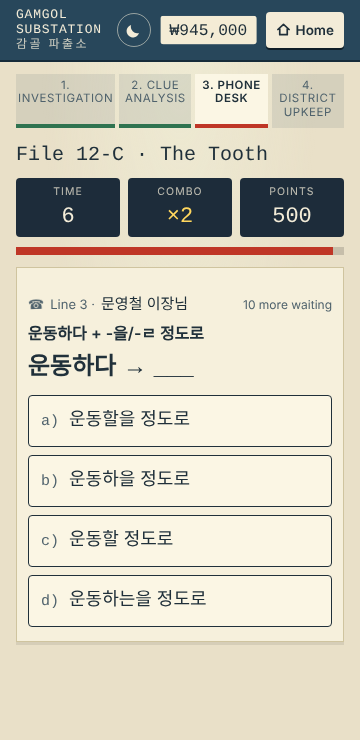 GAMGOL
SUBSTATION
감골 파출소
₩945,000
Home
1. INVESTIGATION
2. CLUE ANALYSIS
3. PHONE DESK
4. DISTRICT UPKEEP
File 12-C · The Tooth
TIME
6
COMBO
×2
POINTS
500
☎ Line 3 · 문영철 이장님
10 more waiting
운동하다 + -을/-ㄹ 정도로
운동하다 → ___
a) 운동할을 정도로
b) 운동하을 정도로
c) 운동할 정도로
d) 운동하는을 정도로